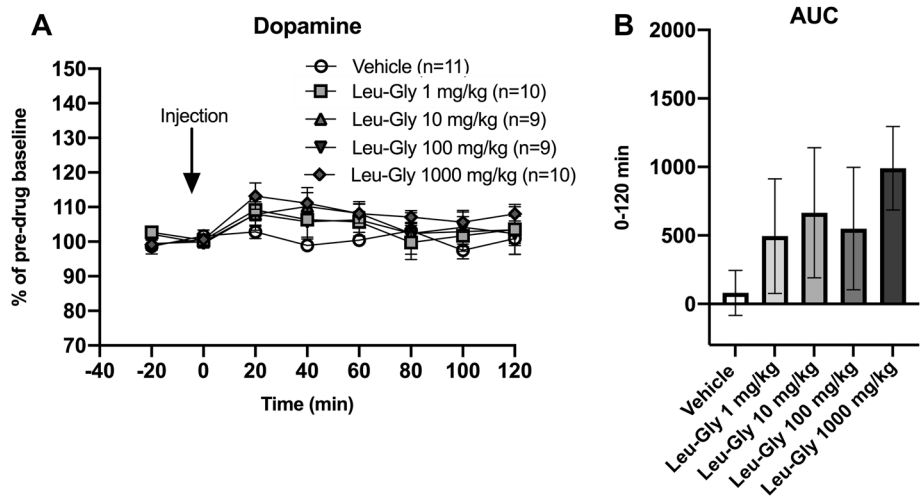 A
Dopamine
% of pre-drug baseline
150
140
130
120
110
100
90
80
70
Injection
Vehicle (n=11)
Leu-Gly 1 mg/kg (n=10)
Leu-Gly 10 mg/kg (n=9)
Leu-Gly 100 mg/kg (n=9)
Leu-Gly 1000 mg/kg (n=10)
-40 -20 0 20 40 60 80 100 120
Time (min)
B
AUC
0-120 min
2000
1500
1000
500
0
Vehicle
Leu-Gly 1 mg/kg
Leu-Gly 10 mg/kg
Leu-Gly 100 mg/kg
Leu-Gly 1000 mg/kg